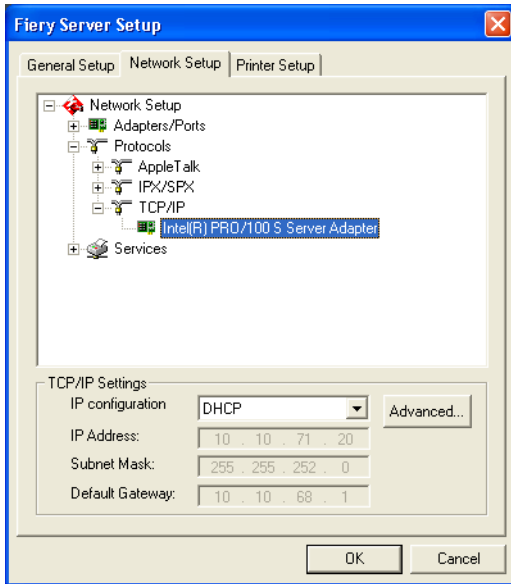 Fiery Server Setup
General Setup Network Setup Printer Setup
Network Setup
Adapters/Ports
Protocols
AppleTalk
IPX/SPX
TCP/IP
Intel(R) PRO/100 S Server Adapter
Services
TCP/IP Settings
IP configuration DHCP Advanced...
IP Address: 10 . 10 . 71 . 20
Subnet Mask: 255 . 255 . 252 . 0
Default Gateway: 10 . 10 . 68 . 1
OK Cancel